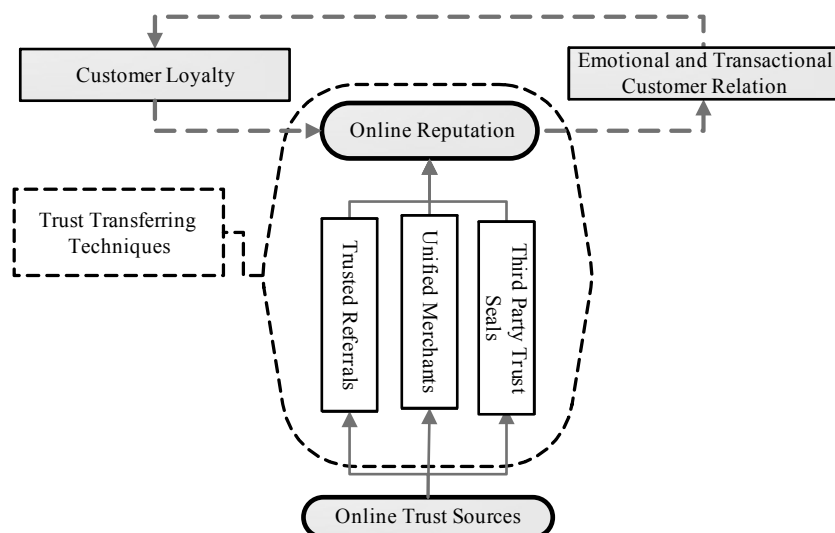 Customer Loyalty
Emotional and Transactional
Customer Relation
Online Reputation
Trust Transferring
Techniques
Trusted Referrals
Unified Merchants
Third Party Trust
Seals
Online Trust Sources